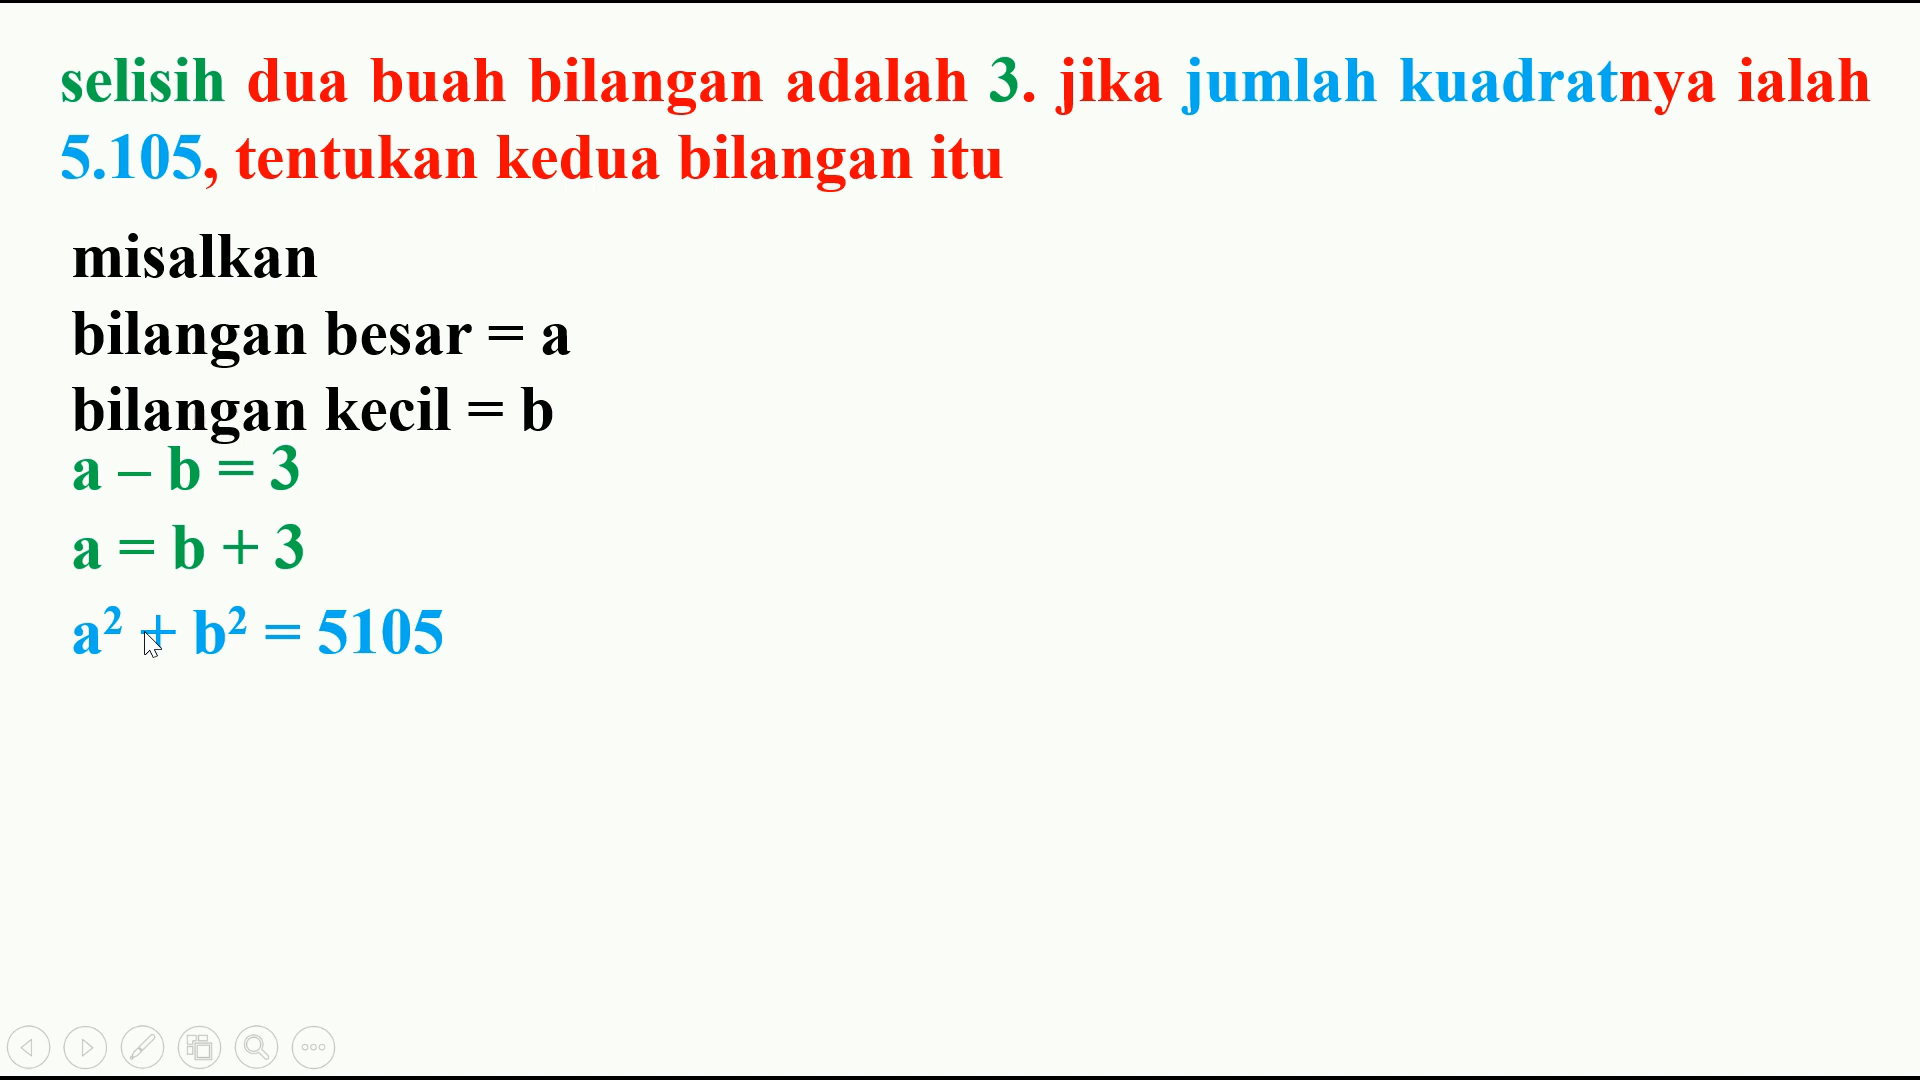 selisih dua buah bilangan adalah 3. jika jumlah kuadratnya ialah
5.105, tentukan kedua bilangan itu
misalkan
bilangan besar = a
bilangan kecil = b
a – b = 3
a = b + 3
a² + b² = 5105